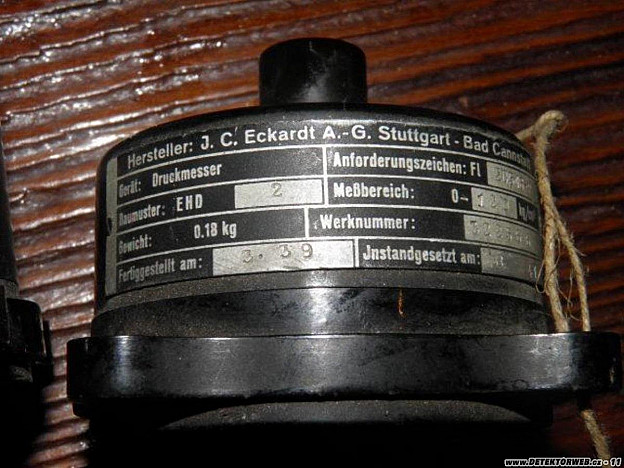 Hersteller: J. C. Eckardt A.-G. Stuttgart - Bad Cannstatt
Gerät: Druckmesser
Anforderungszeichen: Fl
Baumuster: EHD 2
Meßbereich: 0–
Gewicht: 0.18 kg
Werknummer:
Fertiggestellt am: 3. 39
Jnstandgesetzt am:
www.DETEKTORWEB.cz - 11